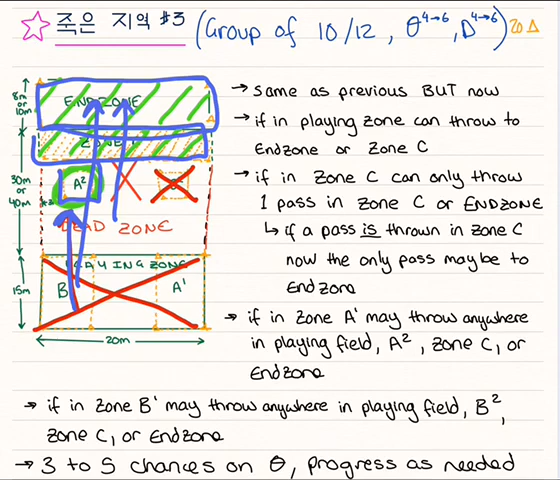 죽은 지역 #3 (Group of 10/12, Θ⁴→⁶, D⁴→⁶) 20 Δ
8m or 10m
ENDZONE
ZONE
30m or 40m
A²
DEAD ZONE
PLAYING ZONE
15m
B
A'
20m
→ same as previous BUT now
→ if in playing zone can throw to
Endzone or Zone C
→ if in Zone C can only throw
1 pass in Zone C or ENDZONE
↳ if a pass is thrown in Zone C
now the only pass may be to
Endzone
→ if in Zone A' may throw anywhere
in playing field, A², Zone C, or
Endzone
→ if in Zone B' may throw anywhere in playing field, B²,
Zone C, or Endzone
→ 3 to 5 chances on Θ, progress as needed